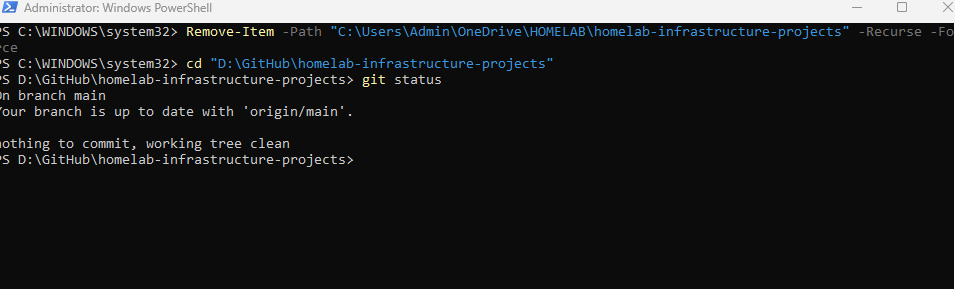 Administrator: Windows PowerShell
PS C:\WINDOWS\system32> Remove-Item -Path "C:\Users\Admin\OneDrive\HOMELAB\homelab-infrastructure-projects" -Recurse -Fo
rce
PS C:\WINDOWS\system32> cd "D:\GitHub\homelab-infrastructure-projects"
PS D:\GitHub\homelab-infrastructure-projects> git status
On branch main
Your branch is up to date with 'origin/main'.
nothing to commit, working tree clean
PS D:\GitHub\homelab-infrastructure-projects>